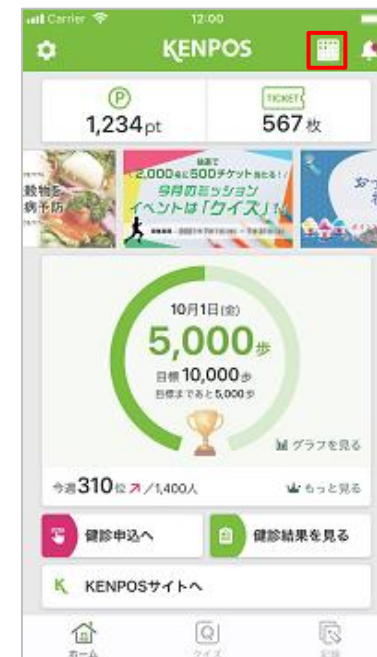 Carrier 12:00
KENPOS
P
TICKET
1,234pt
567枚
抽選で
2,000名に500チケット当たる!
9月のミッション
イベントは「クイズ」!
穀物を
病予防
10月1日(金)
5,000歩
目標 10,000歩
目標まであと5,000歩
グラフを見る
今週310位 / 1,400人
もっと見る
健診申込へ
健診結果を見る
K KENPOSサイトへ
ホーム
クイズ
記録